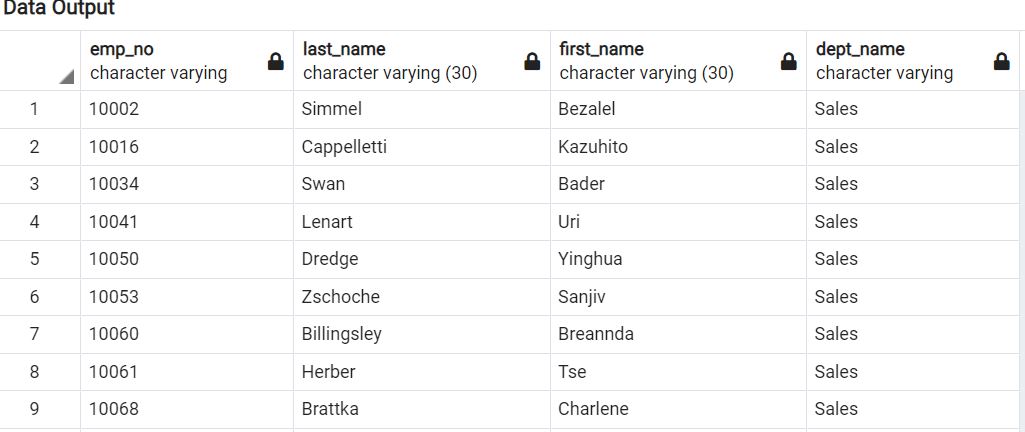 Data Output
emp_no last_name first_name dept_name
character varying character varying (30) character varying (30) character varying
1 10002 Simmel Bezalel Sales
2 10016 Cappelletti Kazuhito Sales
3 10034 Swan Bader Sales
4 10041 Lenart Uri Sales
5 10050 Dredge Yinghua Sales
6 10053 Zschoche Sanjiv Sales
7 10060 Billingsley Breannda Sales
8 10061 Herber Tse Sales
9 10068 Brattka Charlene Sales